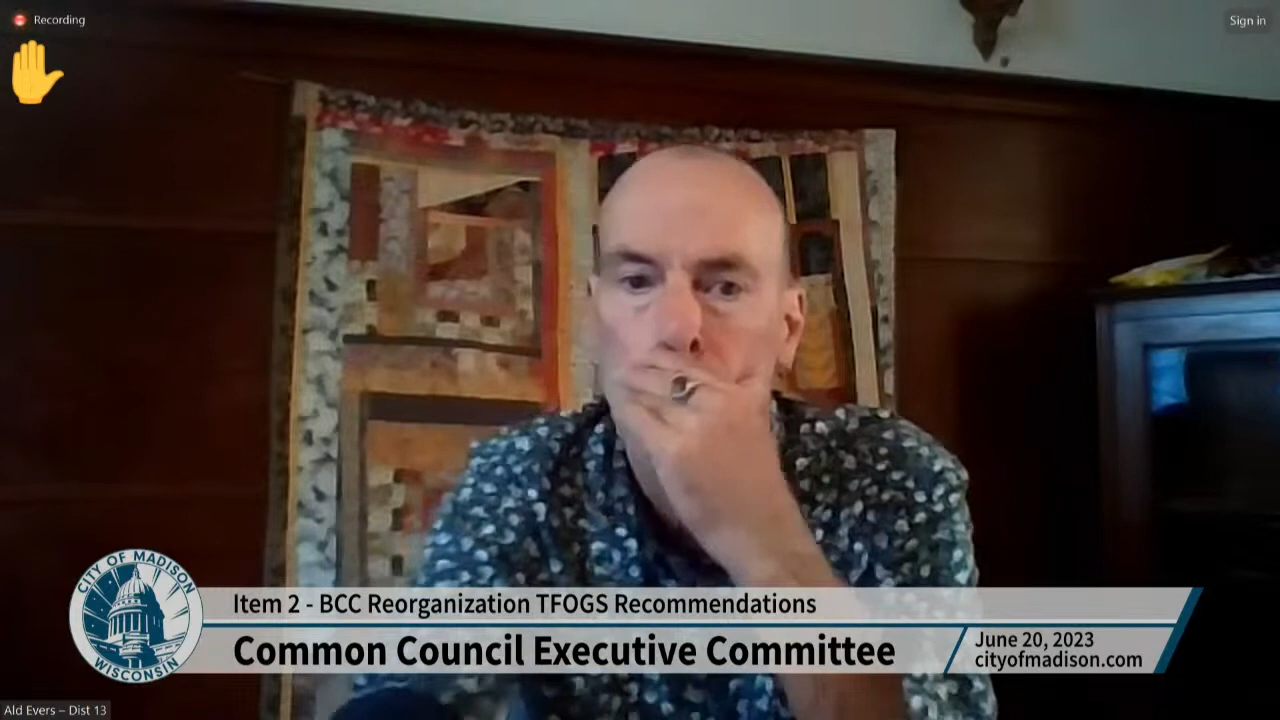 Recording
Sign in
CITY OF MADISON
WISCONSIN
Item 2 - BCC Reorganization TFOGS Recommendations
Common Council Executive Committee
June 20, 2023
cityofmadison.com
Ald Evers – Dist 13